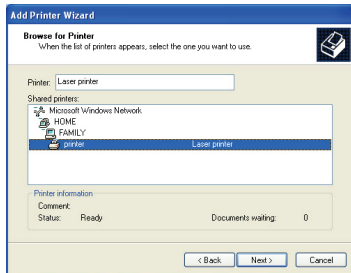 Add Printer Wizard
Browse for Printer
When the list of printers appears, select the one you want to use.
Printer: Laser printer
Shared printers:
Microsoft Windows Network
HOME
FAMILY
printer Laser printer
Printer information
Comment:
Status: Ready Documents waiting: 0
< Back Next > Cancel